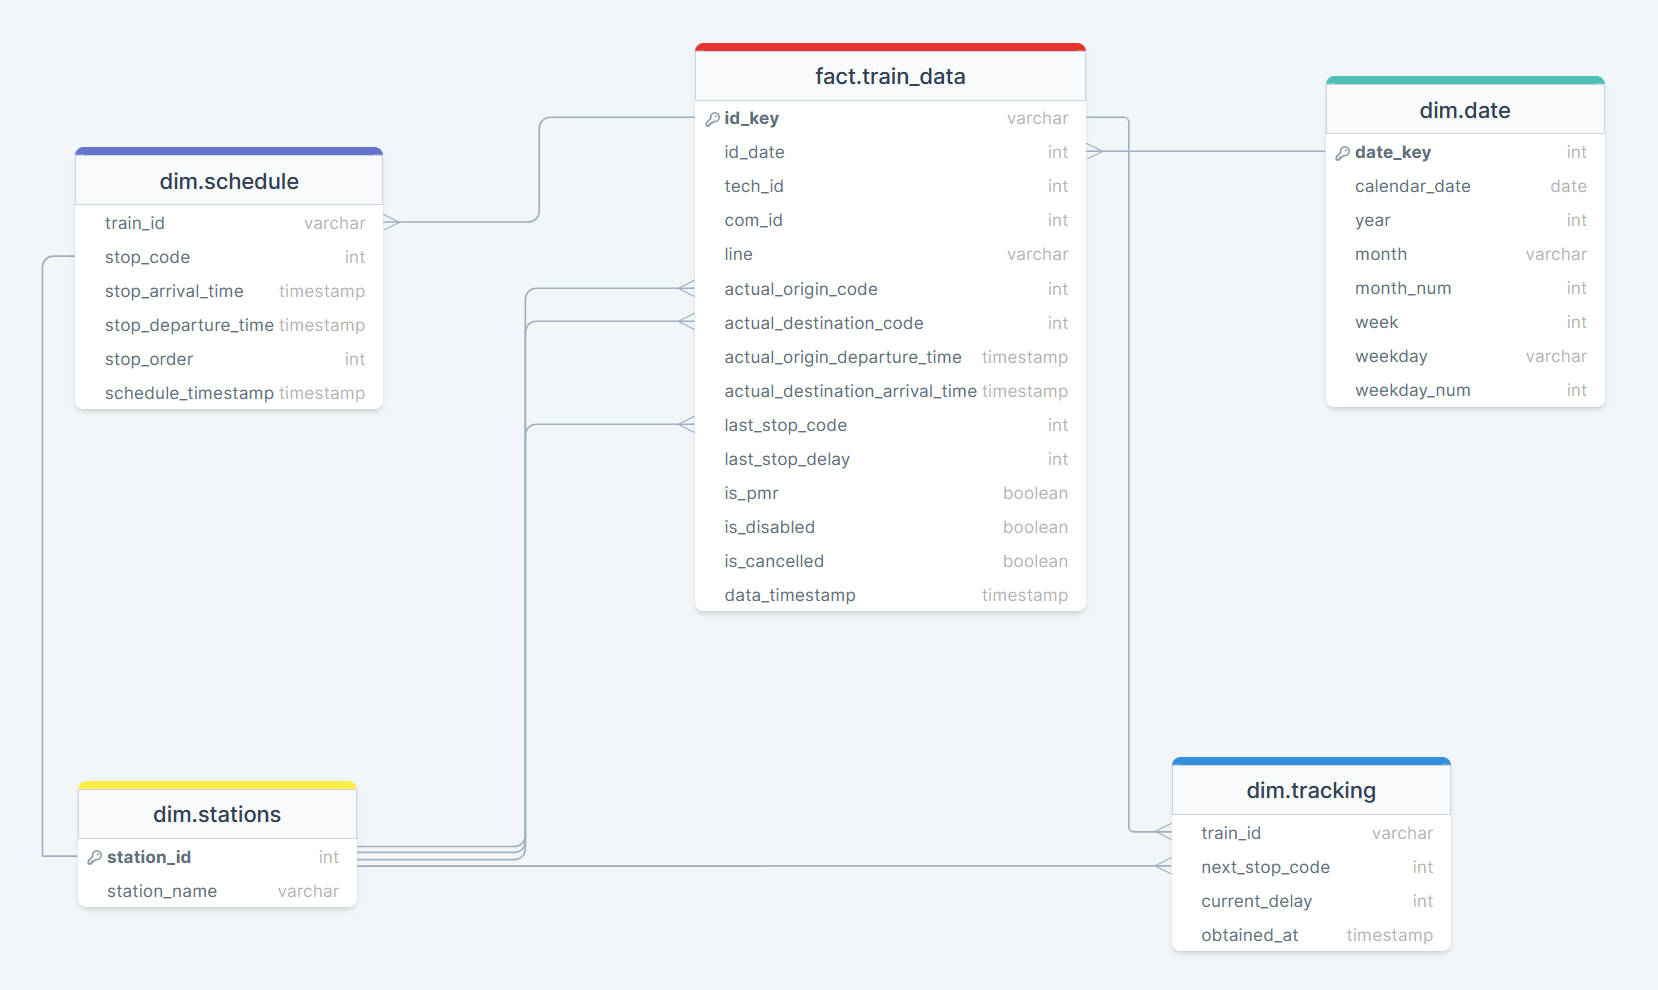 fact.train_data
id_key varchar
id_date int
tech_id int
com_id int
line varchar
actual_origin_code int
actual_destination_code int
actual_origin_departure_time timestamp
actual_destination_arrival_time timestamp
last_stop_code int
last_stop_delay int
is_pmr boolean
is_disabled boolean
is_cancelled boolean
data_timestamp timestamp
dim.date
date_key int
calendar_date date
year int
month varchar
month_num int
week int
weekday varchar
weekday_num int
dim.schedule
train_id varchar
stop_code int
stop_arrival_time timestamp
stop_departure_time timestamp
stop_order int
schedule_timestamp timestamp
dim.stations
station_id int
station_name varchar
dim.tracking
train_id varchar
next_stop_code int
current_delay int
obtained_at timestamp